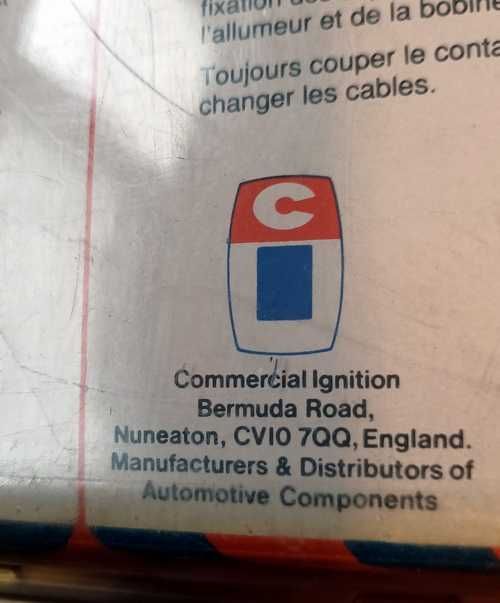 fixation
l'allumeur et de la bobine
Toujours couper le
changer les cables.
C
Commercial Ignition
Bermuda Road,
Nuneaton, CV10 7QQ, England.
Manufacturers & Distributors of
Automotive Components